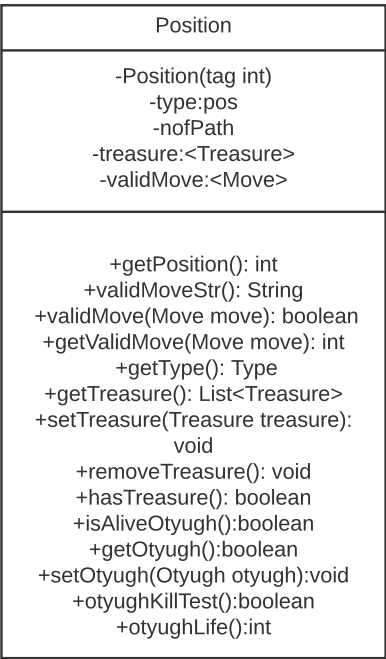 Position
-Position(tag int)
-type:pos
-nofPath
-treasure:<Treasure>
-validMove:<Move>
+getPosition(): int
+validMoveStr(): String
+validMove(Move move): boolean
+getValidMove(Move move): int
+getType(): Type
+getTreasure(): List<Treasure>
+setTreasure(Treasure treasure):
void
+removeTreasure(): void
+hasTreasure(): boolean
+isAliveOtyugh():boolean
+getOtyugh():boolean
+setOtyugh(Otyugh otyugh):void
+otyughKillTest():boolean
+otyughLife():int